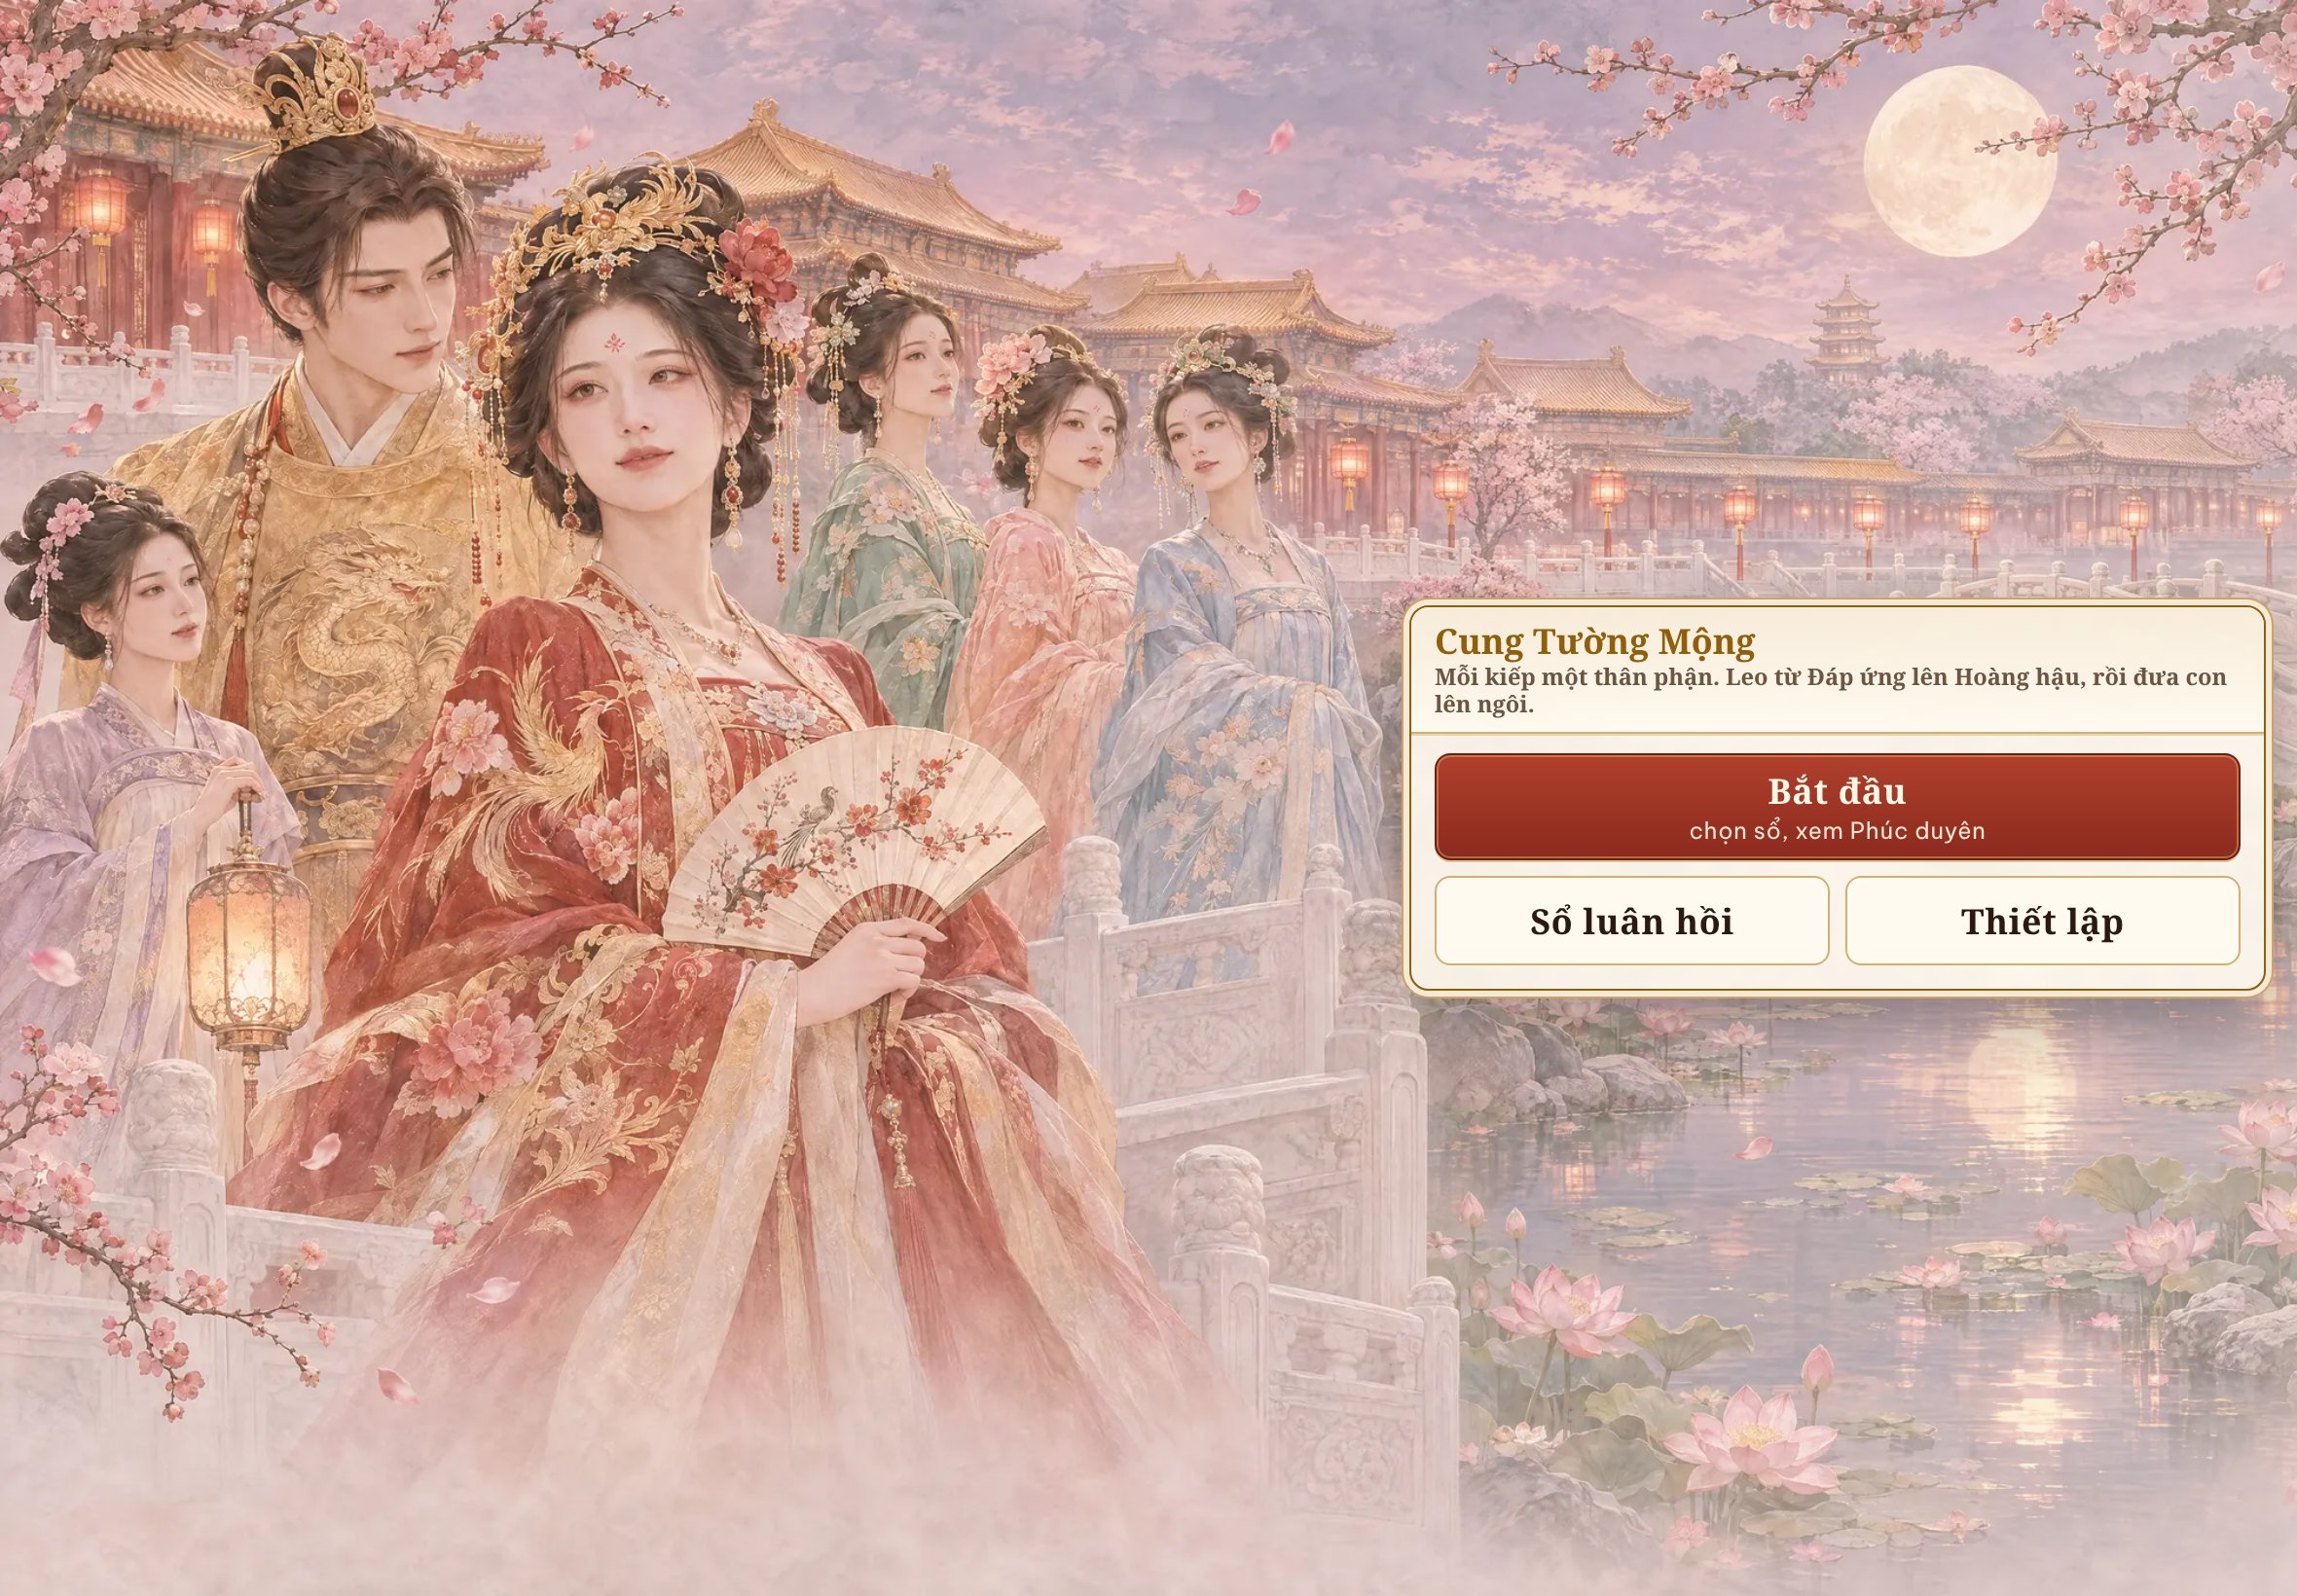 Cung Tường Mộng
Mỗi kiếp một thân phận. Leo từ Đáp ứng lên Hoàng hậu, rồi đưa con
lên ngôi.
Bắt đầu
chọn sổ, xem Phúc duyên
Sổ luân hồi
Thiết lập